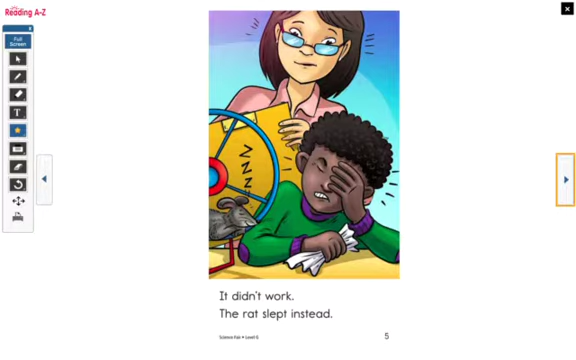 Reading A-Z
Full
Screen
T
It didn't work.
The rat slept instead.
Science Fair • Level G
5